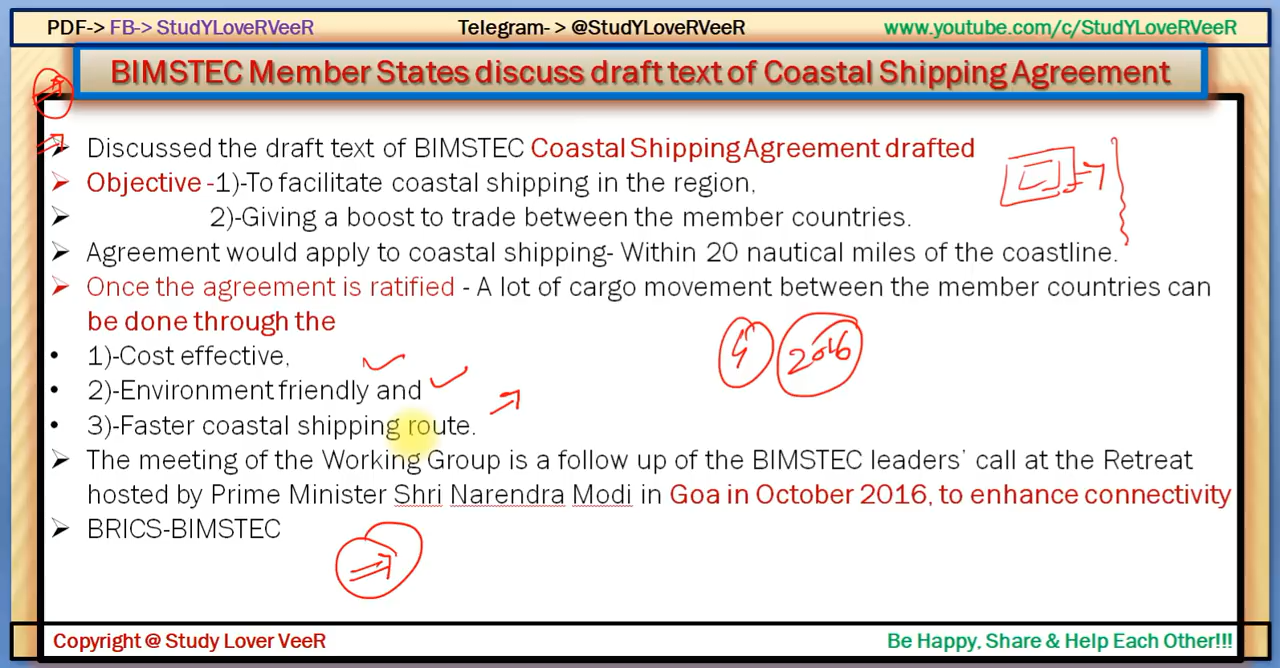 PDF-> FB-> StudYLoverVeeR Telegram- > @StudYLoveRVeeR www.youtube.com/c/StudYLoveRVeeR
BIMSTEC Member States discuss draft text of Coastal Shipping Agreement
Discussed the draft text of BIMSTEC Coastal Shipping Agreement drafted
Objective -1)-To facilitate coastal shipping in the region,
2)-Giving a boost to trade between the member countries.
Agreement would apply to coastal shipping- Within 20 nautical miles of the coastline.
Once the agreement is ratified - A lot of cargo movement between the member countries can
be done through the
1)-Cost effective,
2)-Environment friendly and
3)-Faster coastal shipping route.
2016
The meeting of the Working Group is a follow up of the BIMSTEC leaders' call at the Retreat
hosted by Prime Minister Shri Narendra Modi in Goa in October 2016, to enhance connectivity
BRICS-BIMSTEC
Copyright @ Study Lover VeeR Be Happy, Share & Help Each Other!!!